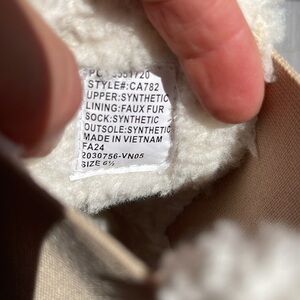 STYLE#:CA782
UPPER:SYNTHETIC
LINING:FAUX FUR
SOCK:SYNTHETIC
OUTSOLE:SYNTHETIC
MADE IN VIETNAM
FA24
2030756-VN05
SIZE 6½